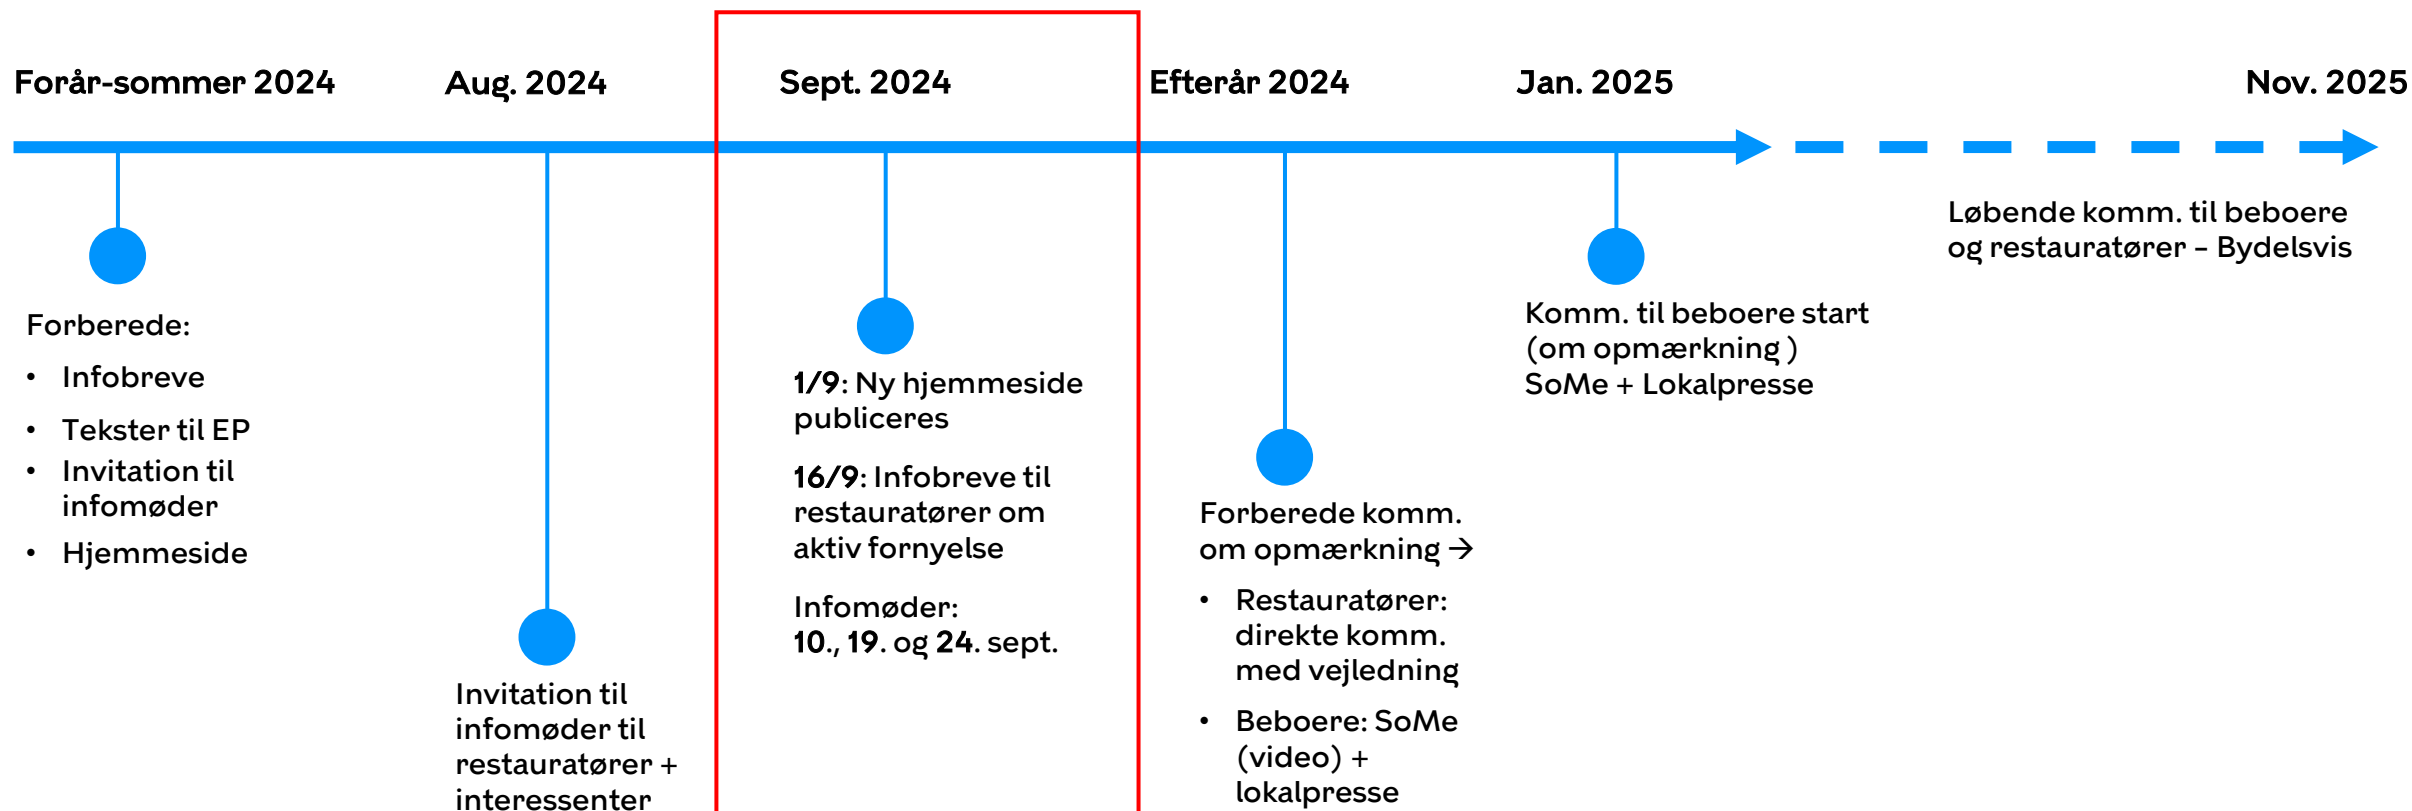 Forår-sommer 2024
Aug. 2024
Sept. 2024
Efterår 2024
Jan. 2025
Nov. 2025
Forberede:
• Infobreve
• Tekster til EP
• Invitation til
infomøder
• Hjemmeside
Invitation til
infomøder til
restauratører +
interessenter
1/9: Ny hjemmeside
publiceres
16/9: Infobreve til
restauratører om
aktiv fornyelse
Infomøder:
10., 19. og 24. sept.
Forberede komm.
om opmærkning →
• Restauratører:
direkte komm.
med vejledning
• Beboere: SoMe
(video) +
lokalpresse
Komm. til beboere start
(om opmærkning )
SoMe + Lokalpresse
Løbende komm. til beboere
og restauratører – Bydelsvis